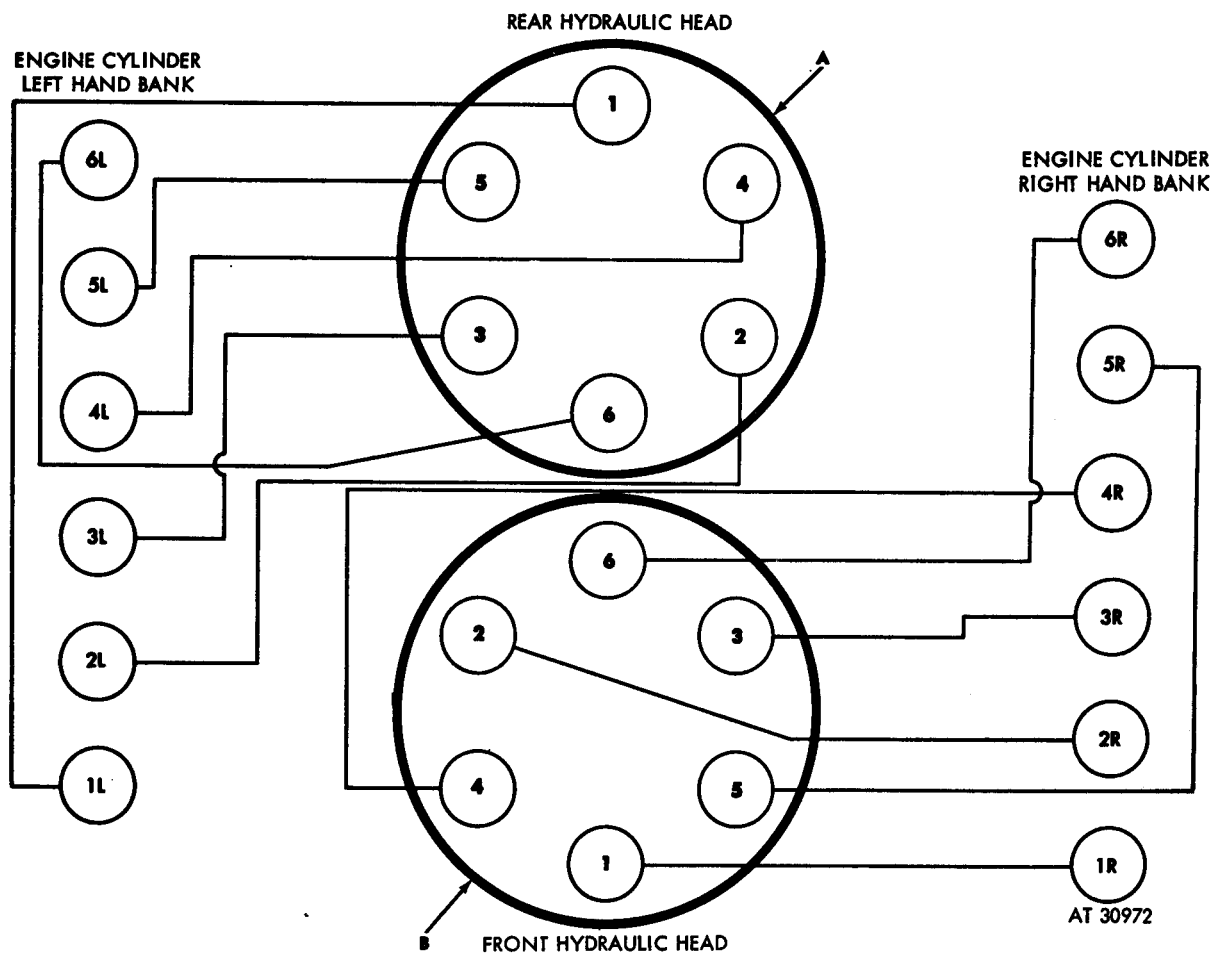 REAR HYDRAULIC HEAD
ENGINE CYLINDER
LEFT HAND BANK
A
1
6L
5
4
ENGINE CYLINDER
RIGHT HAND BANK
6R
5L
3
2
5R
4L
6
4R
3L
6
2
3
3R
2L
2R
1L
4
5
1
1R
AT 30972
B
FRONT HYDRAULIC HEAD